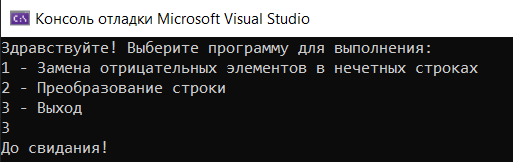 Консоль отладки Microsoft Visual Studio
Здравствуйте! Выберите программу для выполнения:
1 - Замена отрицательных элементов в нечетных строках
2 - Преобразование строки
3 - Выход
3
До свидания!